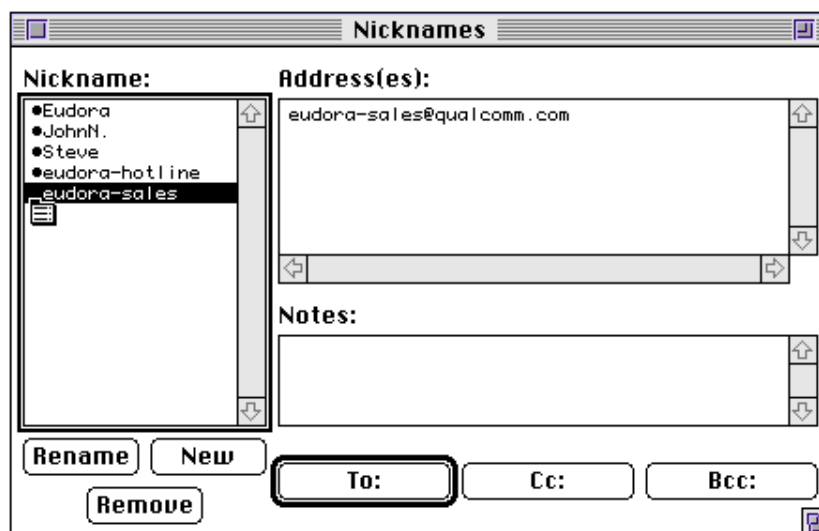 Nicknames
Nickname:
●Eudora
●JohnN.
●Steve
●eudora-hotline
eudora-sales
Rename
New
Remove
Address(es):
eudora-sales@qualcomm.com
Notes:
To:
Cc:
Bcc: